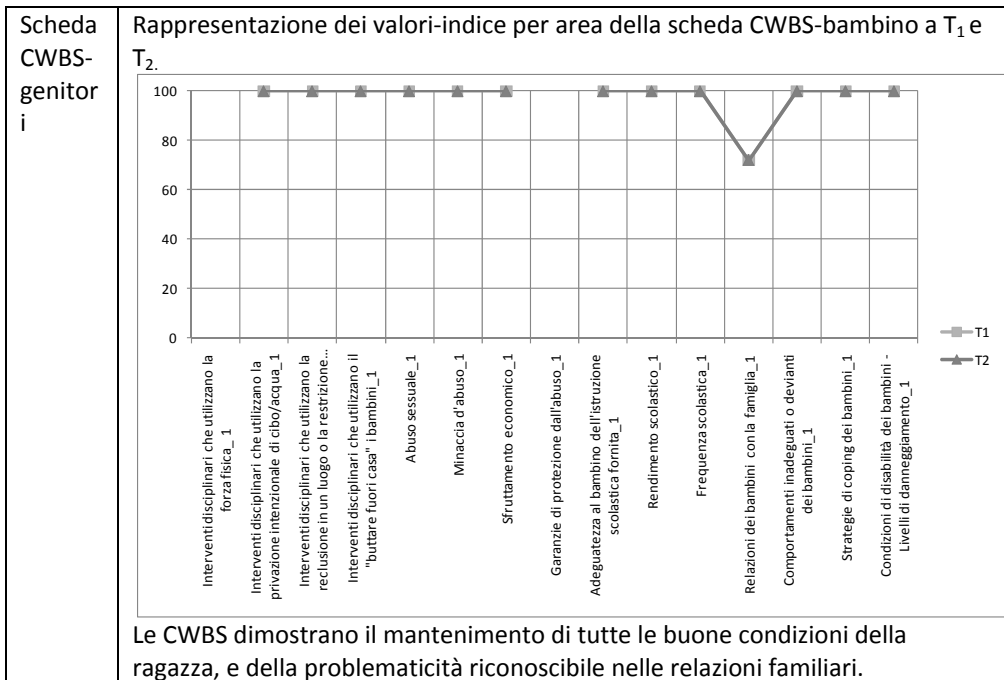 Scheda
CWBS-
genitor
i
Rappresentazione dei valori-indice per area della scheda CWBS-bambino a T1 e
T2.
100
80
60
40
20
0
T1
T2
Interventi disciplinari che utilizzano la
forza fisica_ 1
Interventi disciplinari che utilizzano la
privazione intenzionale di cibo/acqua_1
Interventi disciplinari che utilizzano la
reclusione in un luogo o la restrizione...
Interventi disciplinari che utilizzano il
"buttare fuori casa" i bambini_1
Abuso sessuale_1
Minaccia d'abuso_1
Sfruttamento economico_1
Garanzie di protezione dall'abuso_1
Adeguatezza al bambino dell'istruzione
scolastica fornita_1
Rendimento scolastico_1
Frequenza scolastica_1
Relazioni dei bambini con la famiglia_1
Comportamenti inadeguati o devianti
dei bambini_1
Strategie di coping dei bambini_1
Condizioni di disabilità dei bambini -
Livelli di danneggiamento_1
Le CWBS dimostrano il mantenimento di tutte le buone condizioni della
ragazza, e della problematicità riconoscibile nelle relazioni familiari.